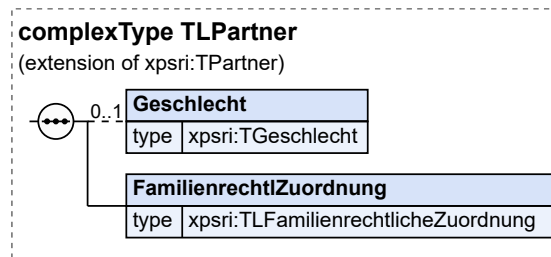 complexType TLPartner
(extension of xpsri:TPartner)
0..1
Geschlecht
type xpsri:TGeschlecht
FamilienrechtlZuordnung
type xpsri:TLFamilienrechtlicheZuordnung